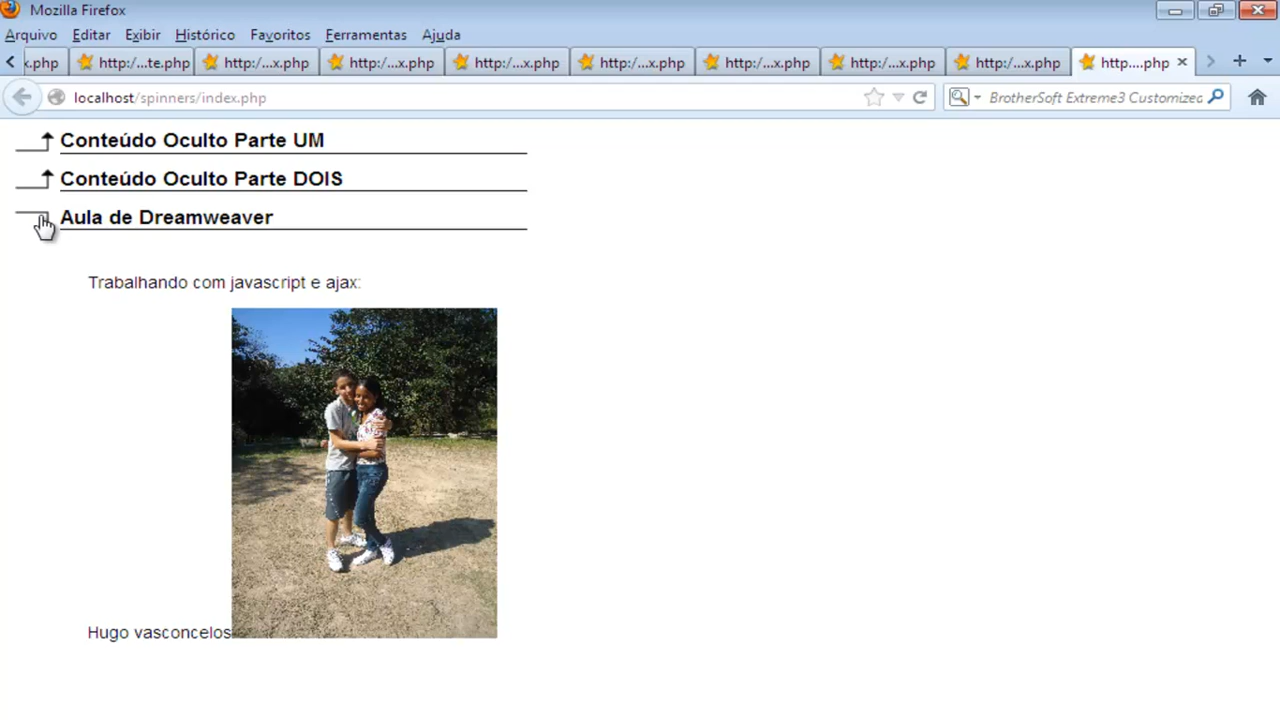 Mozilla Firefox
Arquivo Editar Exibir Histórico Favoritos Ferramentas Ajuda
x.php http:/...te.php http:/...x.php http:/...x.php http:/...x.php http:/...x.php http:/...x.php http:/...x.php http:/...x.php http....php
localhost/spinners/index.php BrotherSoft Extreme3 Customized
Conteúdo Oculto Parte UM
Conteúdo Oculto Parte DOIS
Aula de Dreamweaver
Trabalhando com javascript e ajax:
Hugo vasconcelos